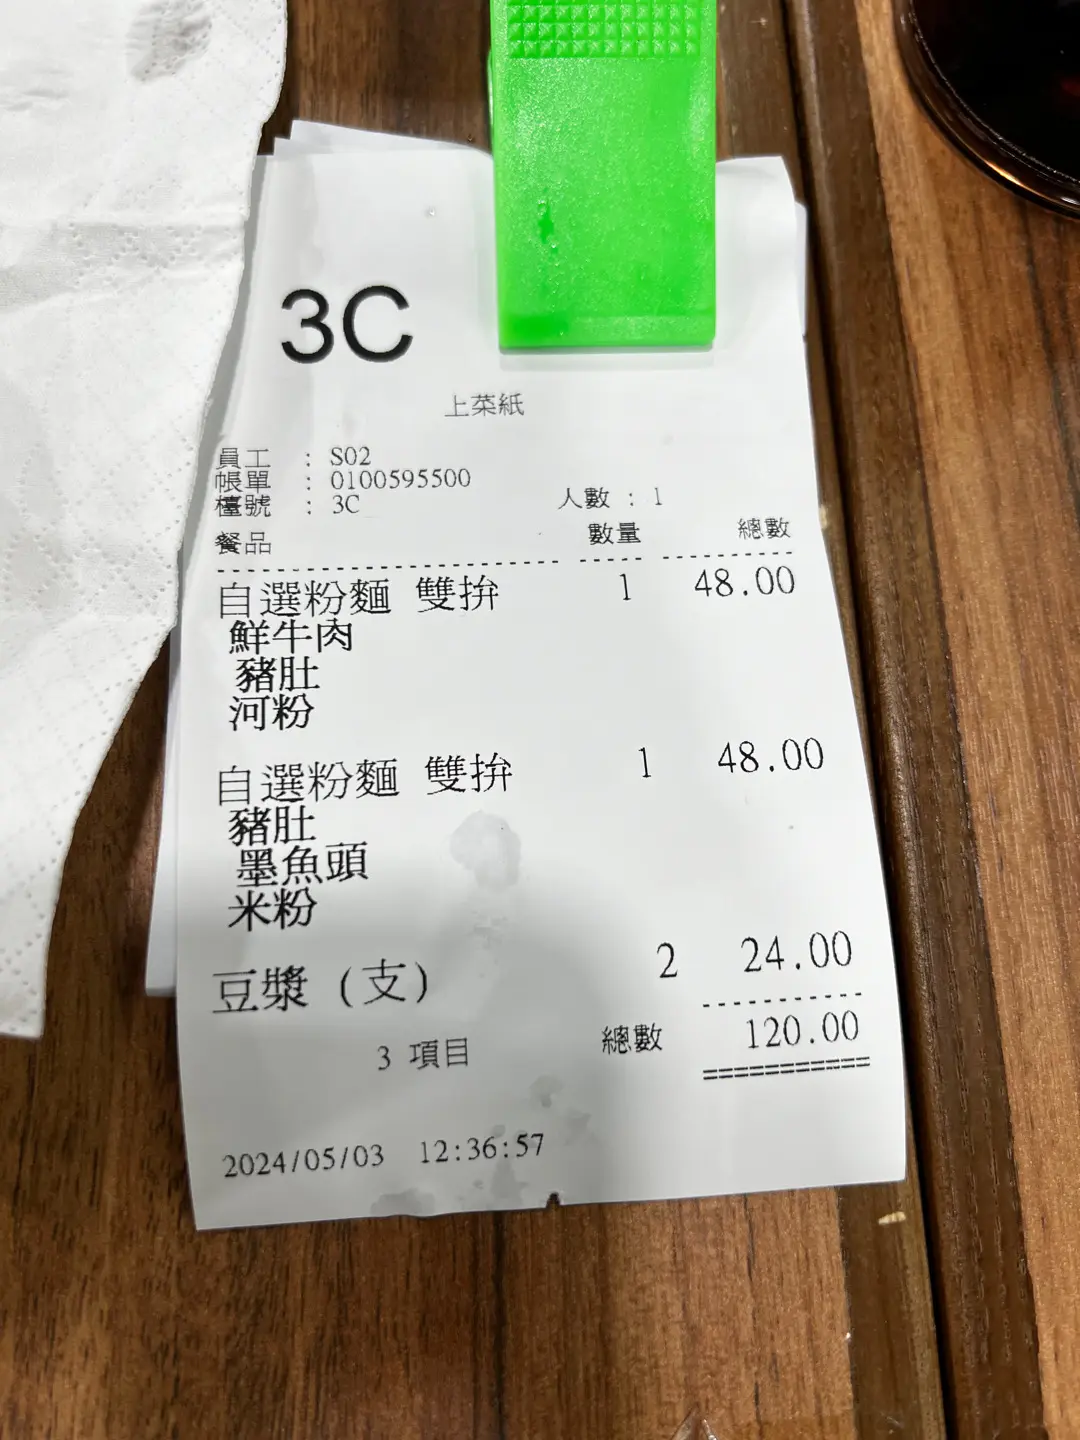 3C
上菜紙
員工 : S02
帳單 : 0100595500
檯號 : 3C 人數 : 1
餐品 數量 總數
自選粉麵 雙拚 1 48.00
鮮牛肉
豬肚
河粉
自選粉麵 雙拚 1 48.00
豬肚
墨魚頭
米粉
豆漿 (支) 2 24.00
3 項目 總數 120.00
2024/05/03 12:36:57